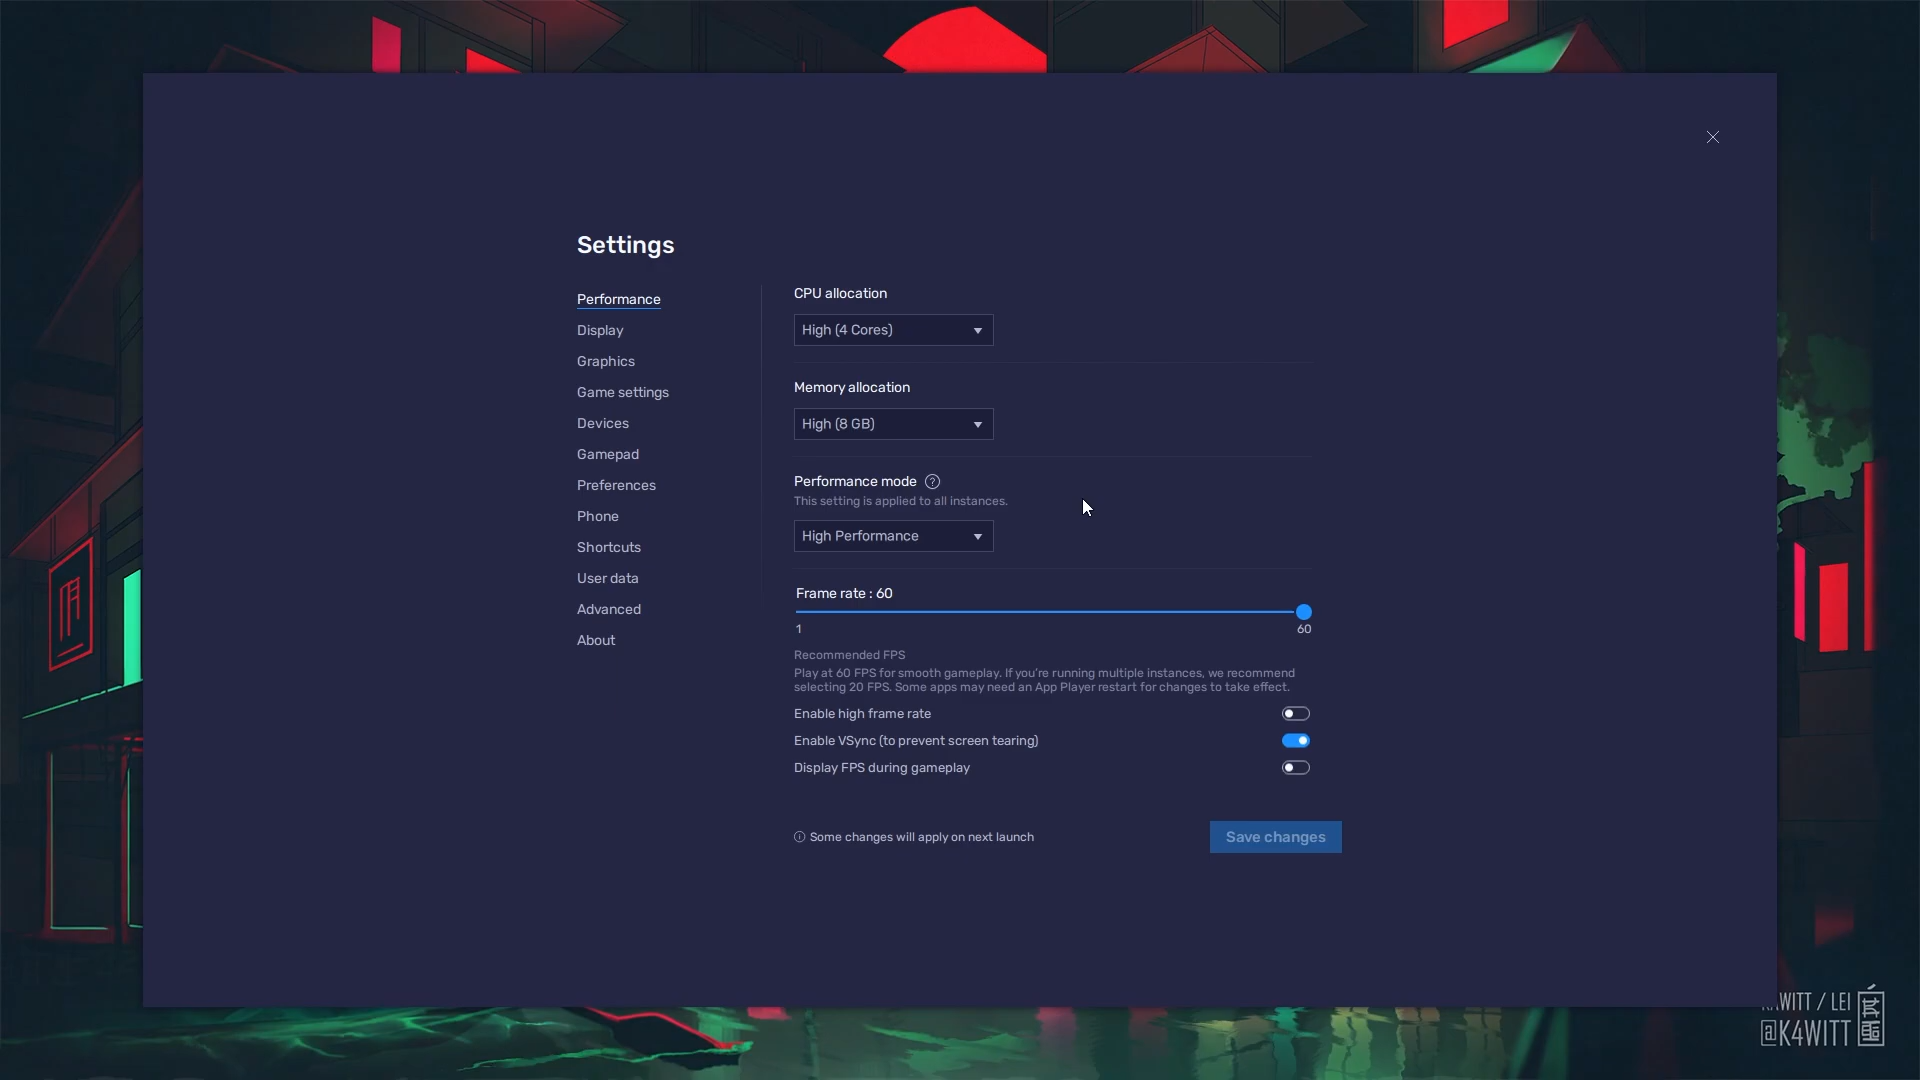 Settings
Performance
Display
Graphics
Game settings
Devices
Gamepad
Preferences
Phone
Shortcuts
User data
Advanced
About
CPU allocation
High (4 Cores)
Memory allocation
High (8 GB)
Performance mode
This setting is applied to all instances.
High Performance
Frame rate : 60
1 60
Recommended FPS
Play at 60 FPS for smooth gameplay. If you're running multiple instances, we recommend
selecting 20 FPS. Some apps may need an App Player restart for changes to take effect.
Enable high frame rate
Enable VSync (to prevent screen tearing)
Display FPS during gameplay
Some changes will apply on next launch
Save changes
/ LEI
@K4WITT